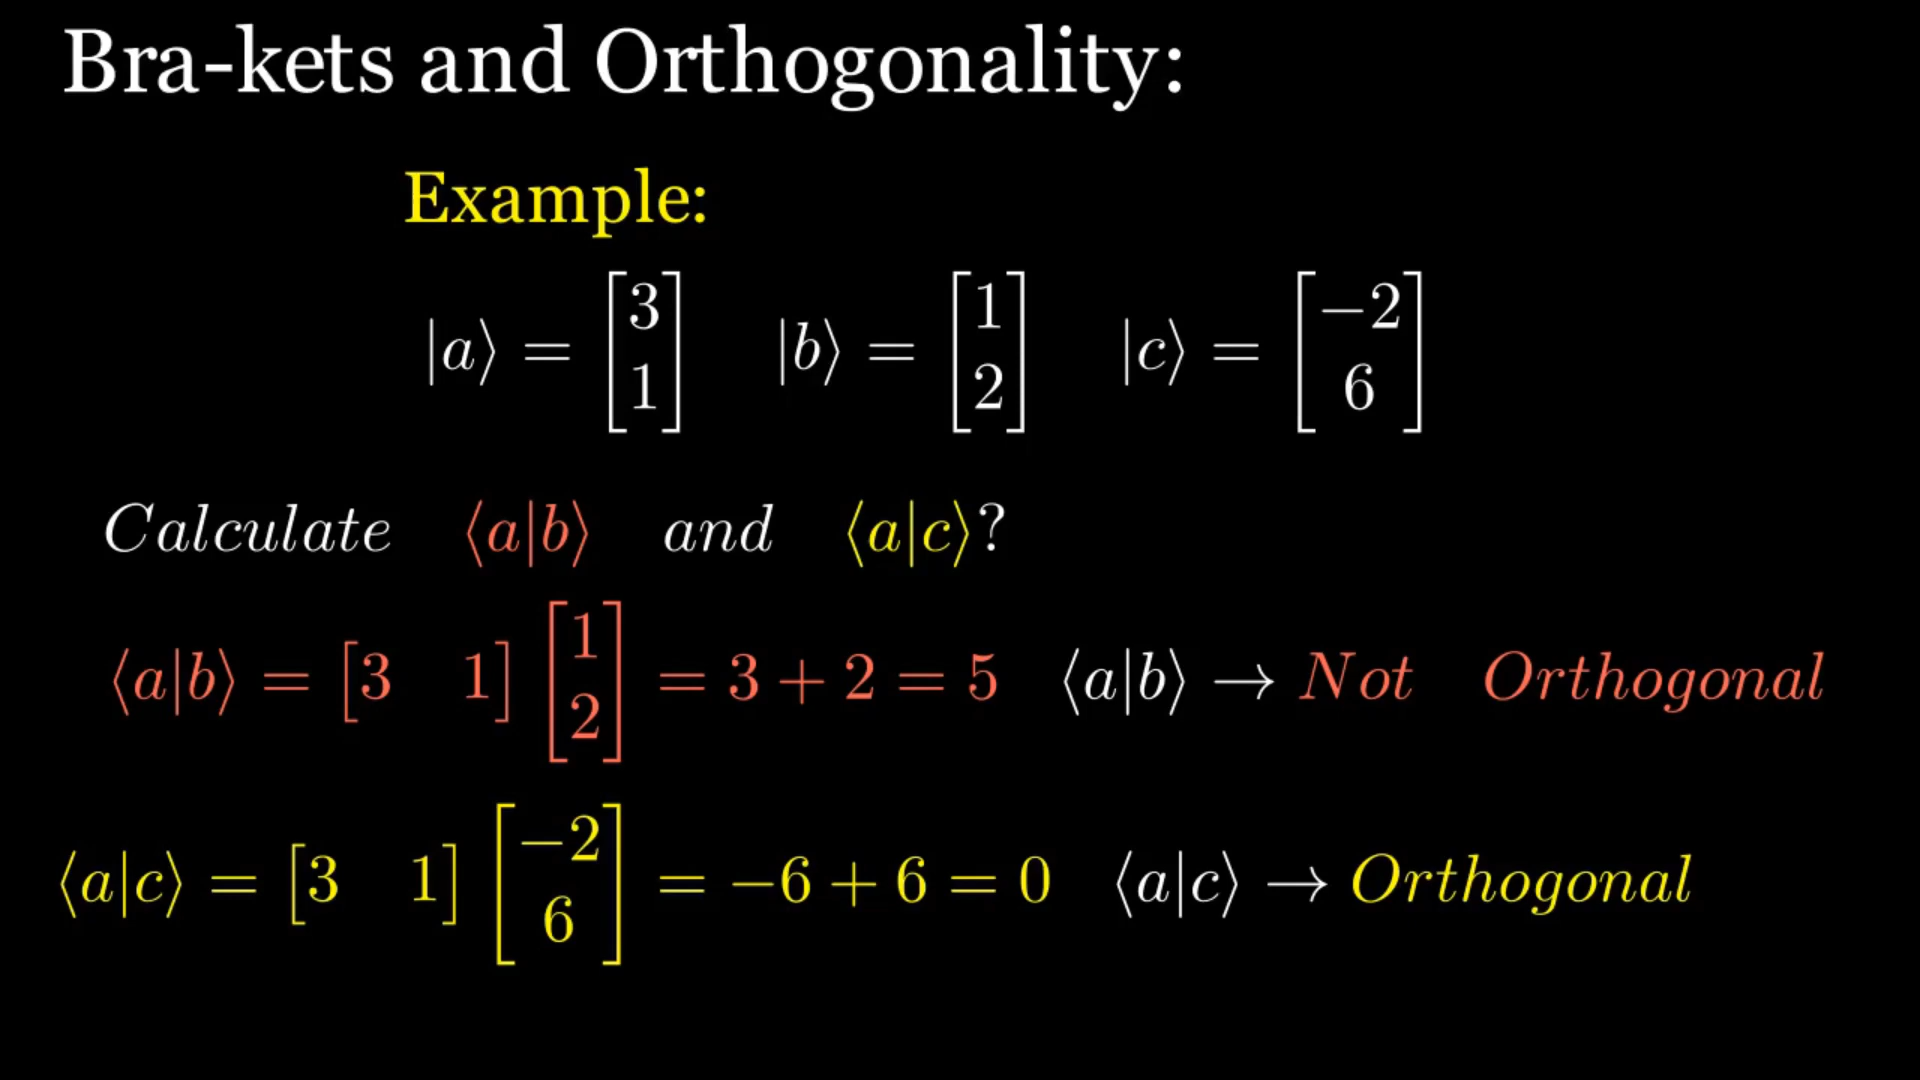 Bra-kets and Orthogonality:
Example:
|a⟩ = [3 1] |b⟩ = [1 2] |c⟩ = [−2 6]
Calculate ⟨a|b⟩ and ⟨a|c⟩?
⟨a|b⟩ = [3 1] [1 2] = 3 + 2 = 5 ⟨a|b⟩ → Not Orthogonal
⟨a|c⟩ = [3 1] [−2 6] = −6 + 6 = 0 ⟨a|c⟩ → Orthogonal